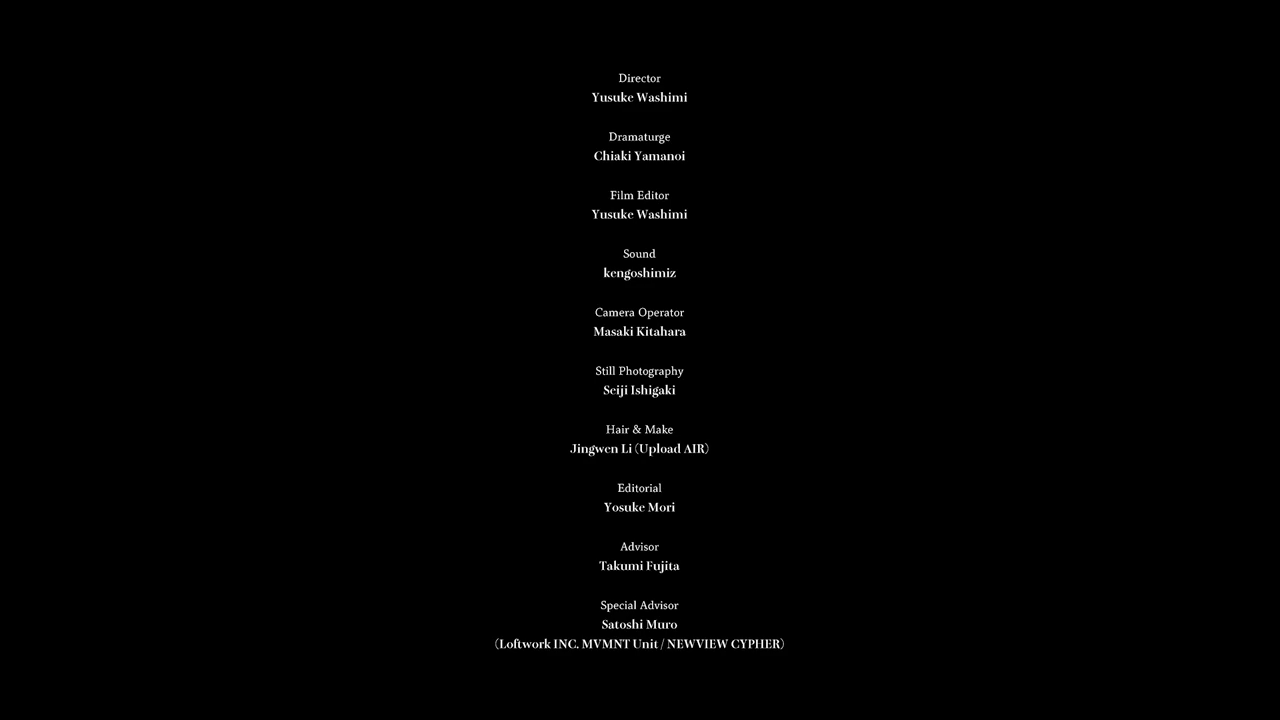 Director
Yusuke Washimi
Dramaturge
Chiaki Yamanoi
Film Editor
Yusuke Washimi
Sound
kengoshimiz
Camera Operator
Masaki Kitahara
Still Photography
Seiji Ishigaki
Hair & Make
Jingwen Li (Upload AIR)
Editorial
Yosuke Mori
Advisor
Takumi Fujita
Special Advisor
Satoshi Muro
(Loftwork INC. MVMNT Unit / NEWVIEW CYPHER)